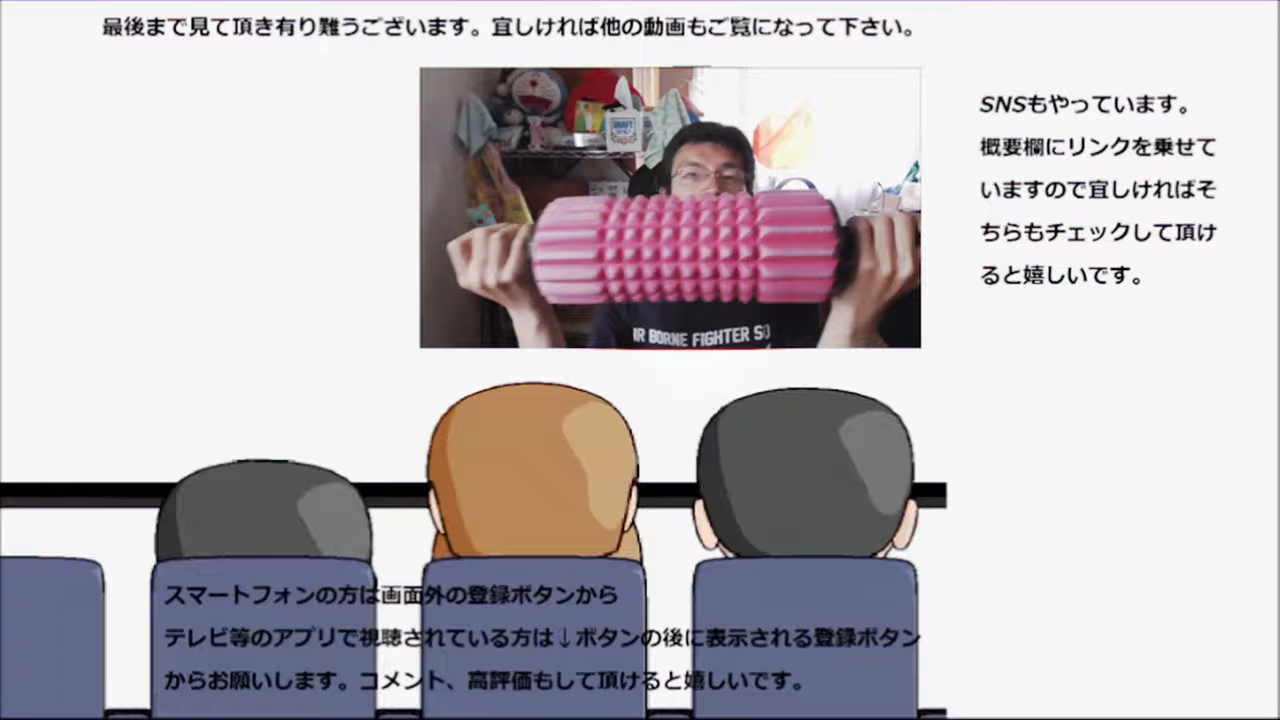 最後まで見て頂き有り難うございます。宜しければ他の動画もご覧になって下さい。
SNSもやっています。
概要欄にリンクを乗せて
いますので宜しければそ
ちらもチェックして頂け
ると嬉しいです。
IR BORNE FIGHTER SQ
スマートフォンの方は画面外の登録ボタンから
テレビ等のアプリで視聴されている方は↓ボタンの後に表示される登録ボタン
からお願いします。コメント、高評価もして頂けると嬉しいです。